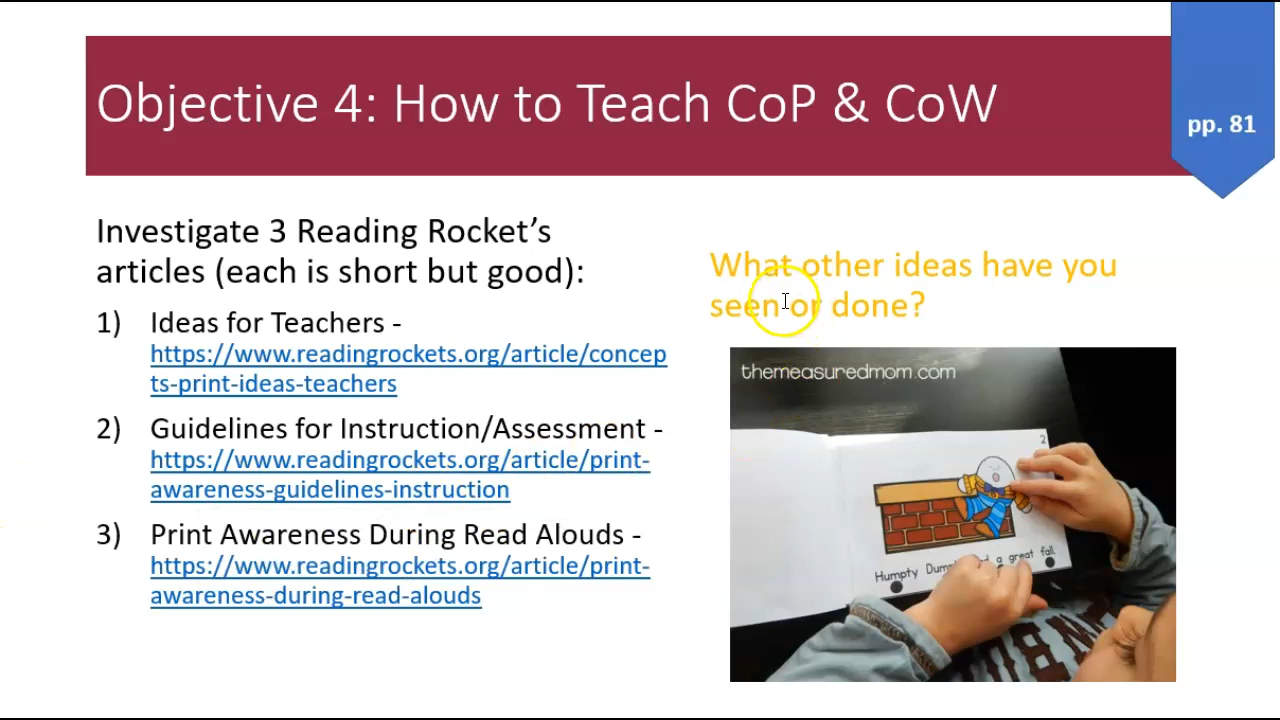 Objective 4: How to Teach CoP & CoW
pp. 81
Investigate 3 Reading Rocket’s
articles (each is short but good):
1) Ideas for Teachers -
https://www.readingrockets.org/article/concep
ts-print-ideas-teachers
2) Guidelines for Instruction/Assessment -
https://www.readingrockets.org/article/print-
awareness-guidelines-instruction
3) Print Awareness During Read Alouds -
https://www.readingrockets.org/article/print-
awareness-during-read-alouds
What other ideas have you
seen or done?
themeasuredmom.com
2
Humpty a great fall.